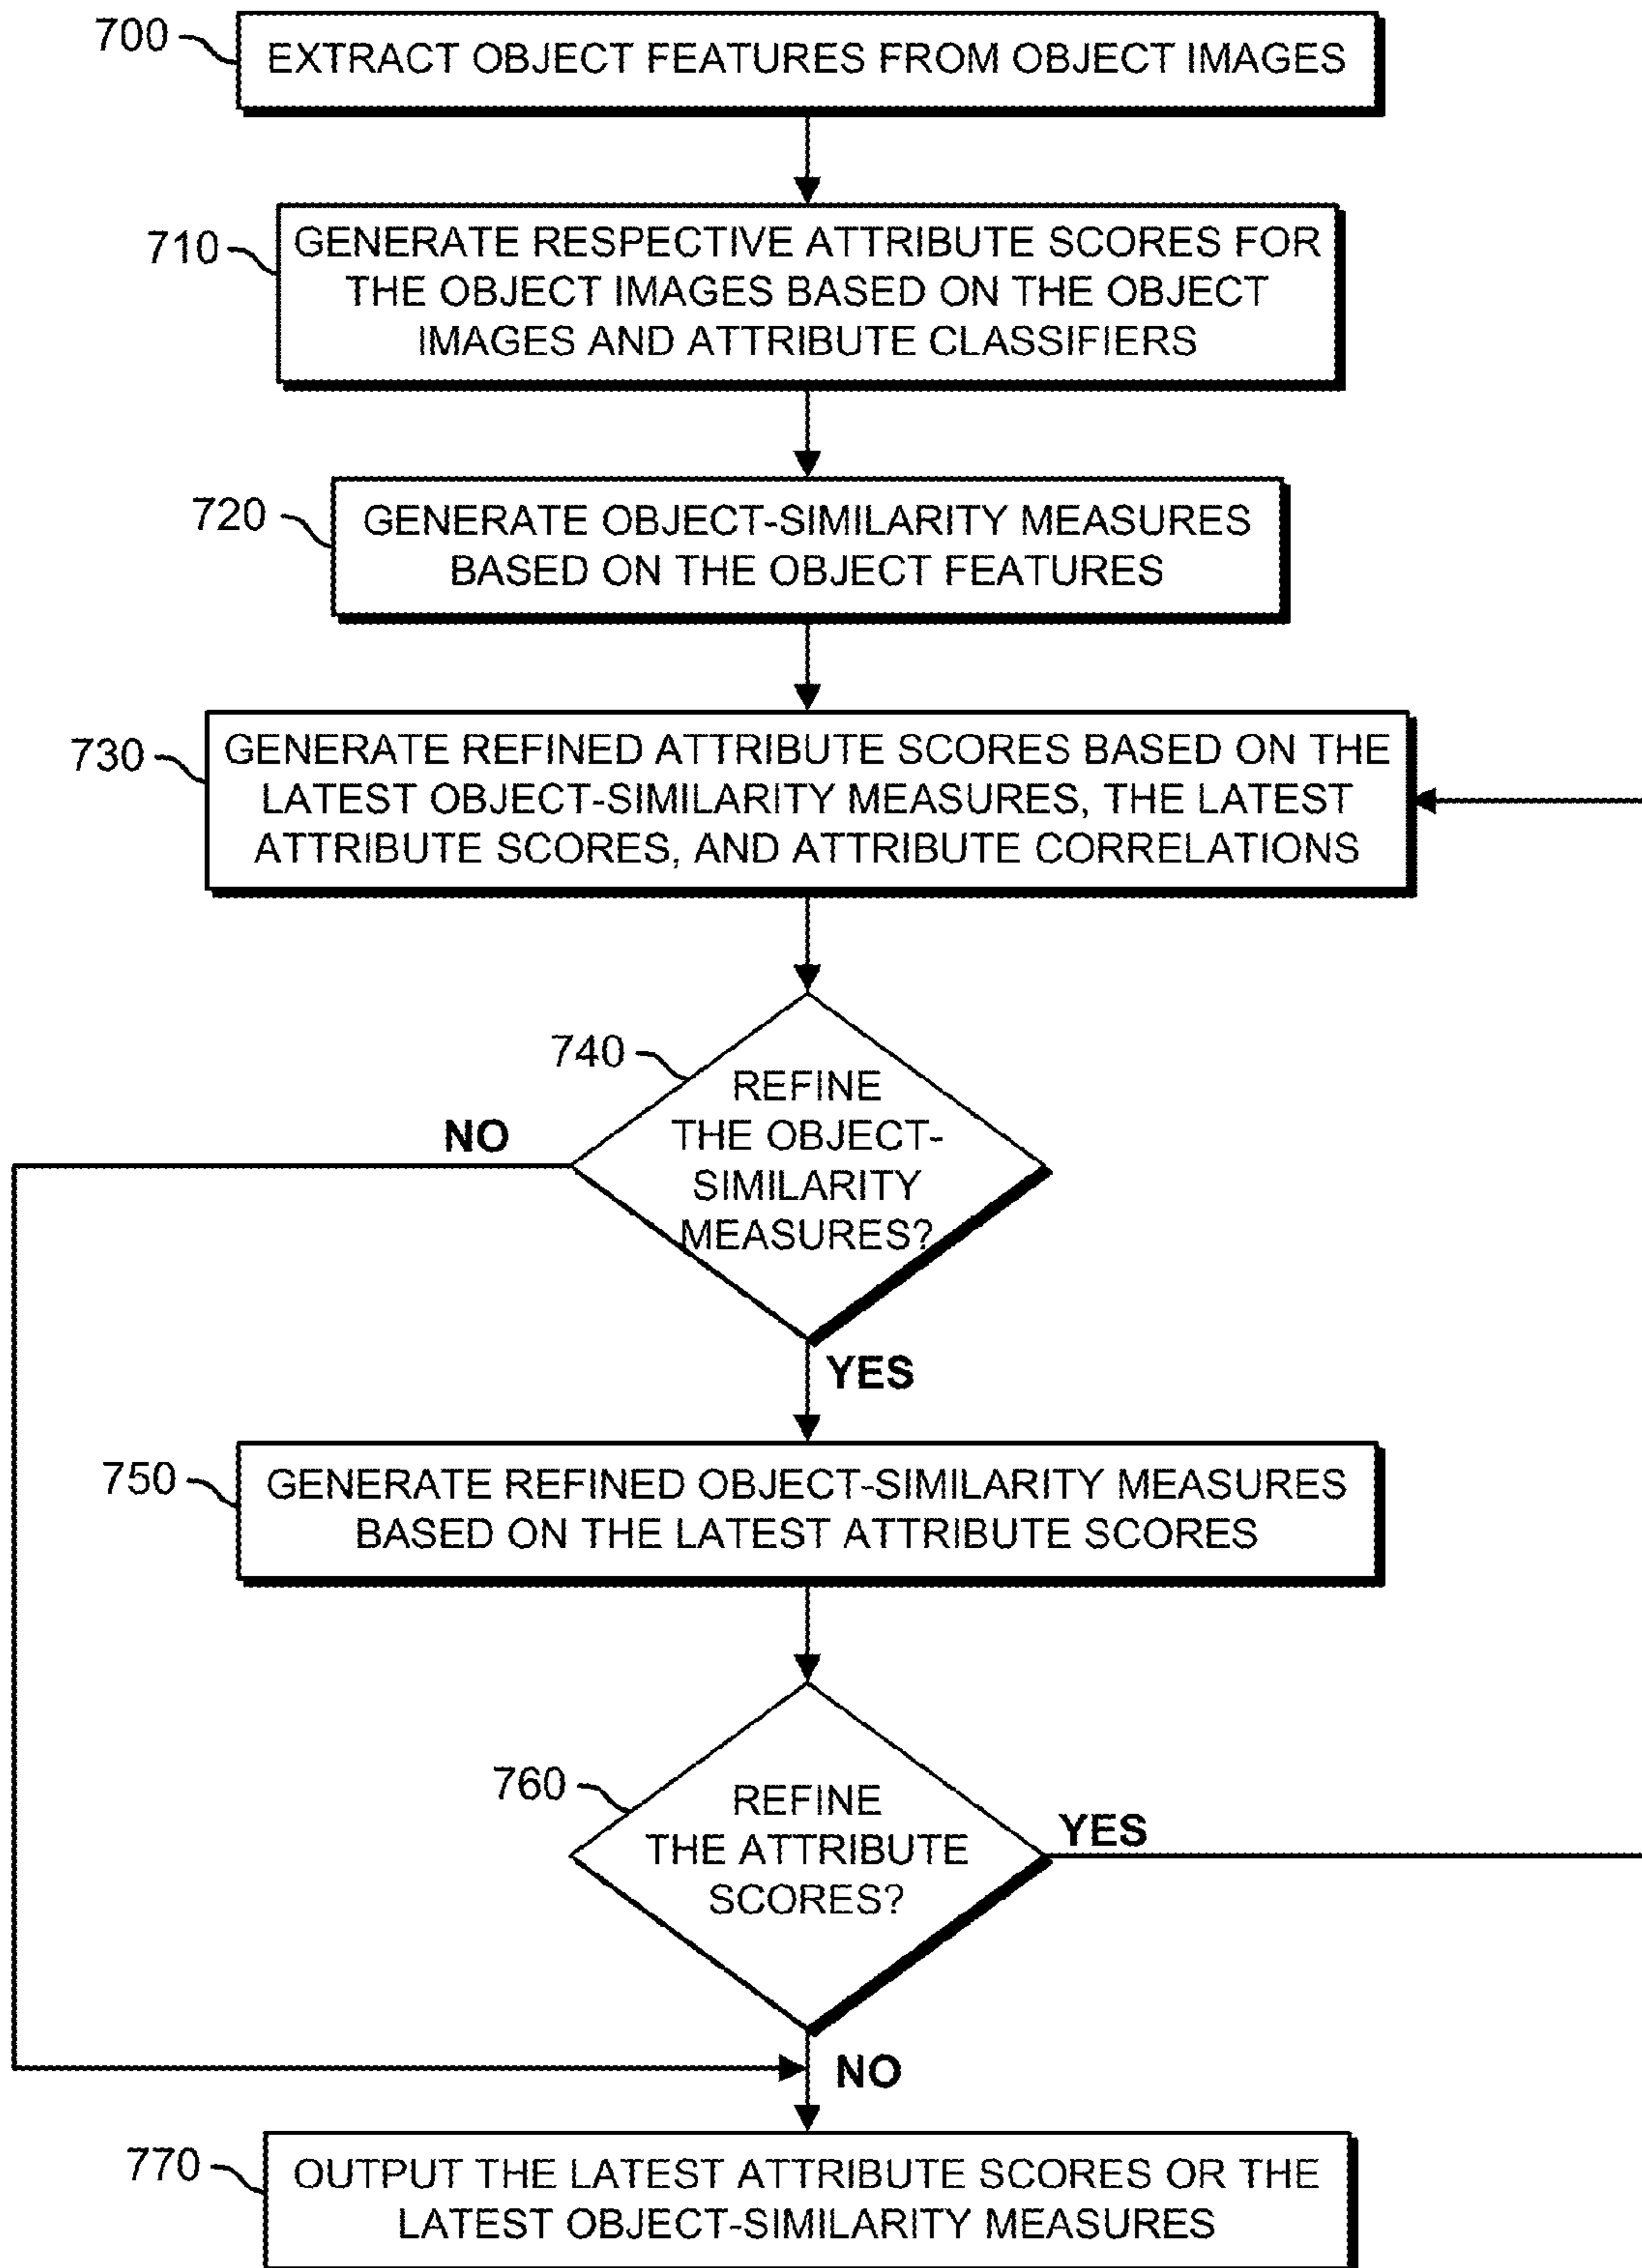 700
EXTRACT OBJECT FEATURES FROM OBJECT IMAGES
710
GENERATE RESPECTIVE ATTRIBUTE SCORES FOR
THE OBJECT IMAGES BASED ON THE OBJECT
IMAGES AND ATTRIBUTE CLASSIFIERS
720
GENERATE OBJECT-SIMILARITY MEASURES
BASED ON THE OBJECT FEATURES
730
GENERATE REFINED ATTRIBUTE SCORES BASED ON THE
LATEST OBJECT-SIMILARITY MEASURES, THE LATEST
ATTRIBUTE SCORES, AND ATTRIBUTE CORRELATIONS
740
REFINE
THE OBJECT-
SIMILARITY
MEASURES?
NO
YES
750
GENERATE REFINED OBJECT-SIMILARITY MEASURES
BASED ON THE LATEST ATTRIBUTE SCORES
760
REFINE
THE ATTRIBUTE
SCORES?
YES
NO
770
OUTPUT THE LATEST ATTRIBUTE SCORES OR THE
LATEST OBJECT-SIMILARITY MEASURES